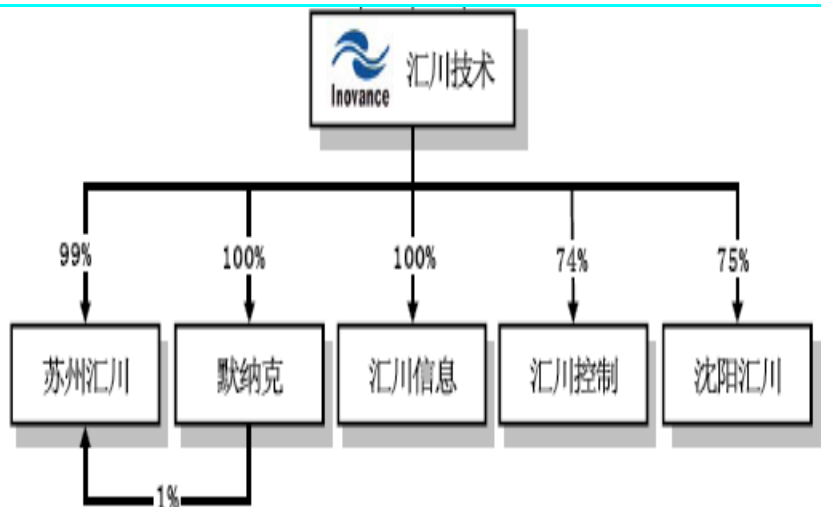 汇川技术
Inovance
99%
100%
100%
74%
75%
苏州汇川
默纳克
汇川信息
汇川控制
沈阳汇川
1%